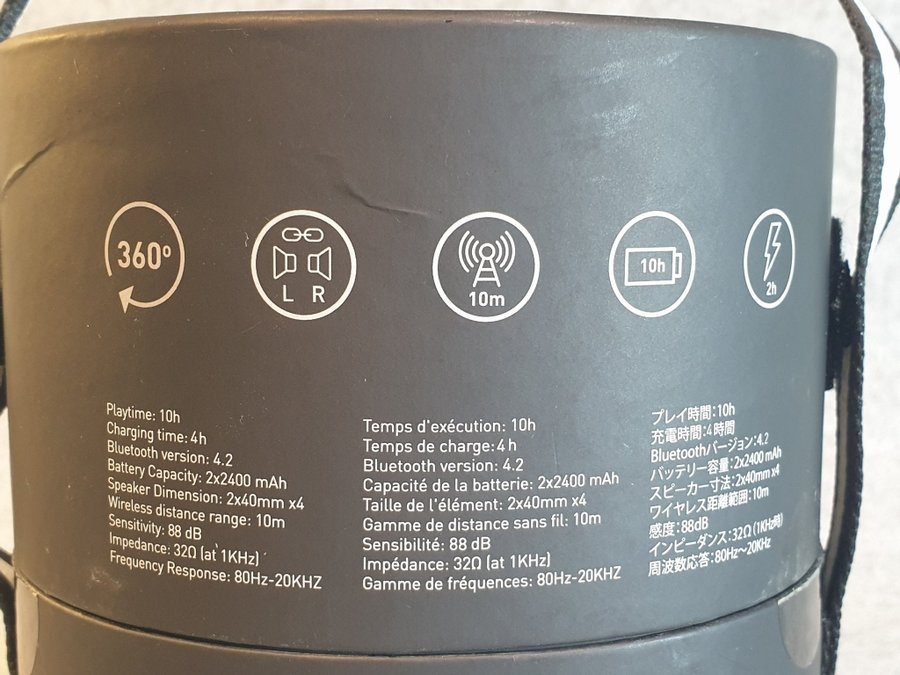 360º
L R
10m
10h
2h
Playtime: 10h
Charging time: 4h
Bluetooth version: 4.2
Battery Capacity: 2x2400 mAh
Speaker Dimension: 2x40mm x4
Wireless distance range: 10m
Sensitivity: 88 dB
Impedance: 32Ω (at 1KHz)
Frequency Response: 80Hz-20KHZ
Temps d'exécution: 10h
Temps de charge: 4 h
Bluetooth version: 4.2
Capacité de la batterie: 2x2400 mAh
Taille de l'élément: 2x40mm x4
Gamme de distance sans fil: 10m
Sensibilité: 88 dB
Impédance: 32Ω (at 1KHz)
Gamme de fréquences: 80Hz-20KHZ
プレイ時間：10h
充電時間：4時間
Bluetoothバージョン：4.2
バッテリー容量：2x2400 mAh
スピーカー寸法：2x40mm x4
ワイヤレス距離範囲：10m
感度：88dB
インピーダンス：32Ω (1KHz時)
周波数応答：80Hz〜20KHz